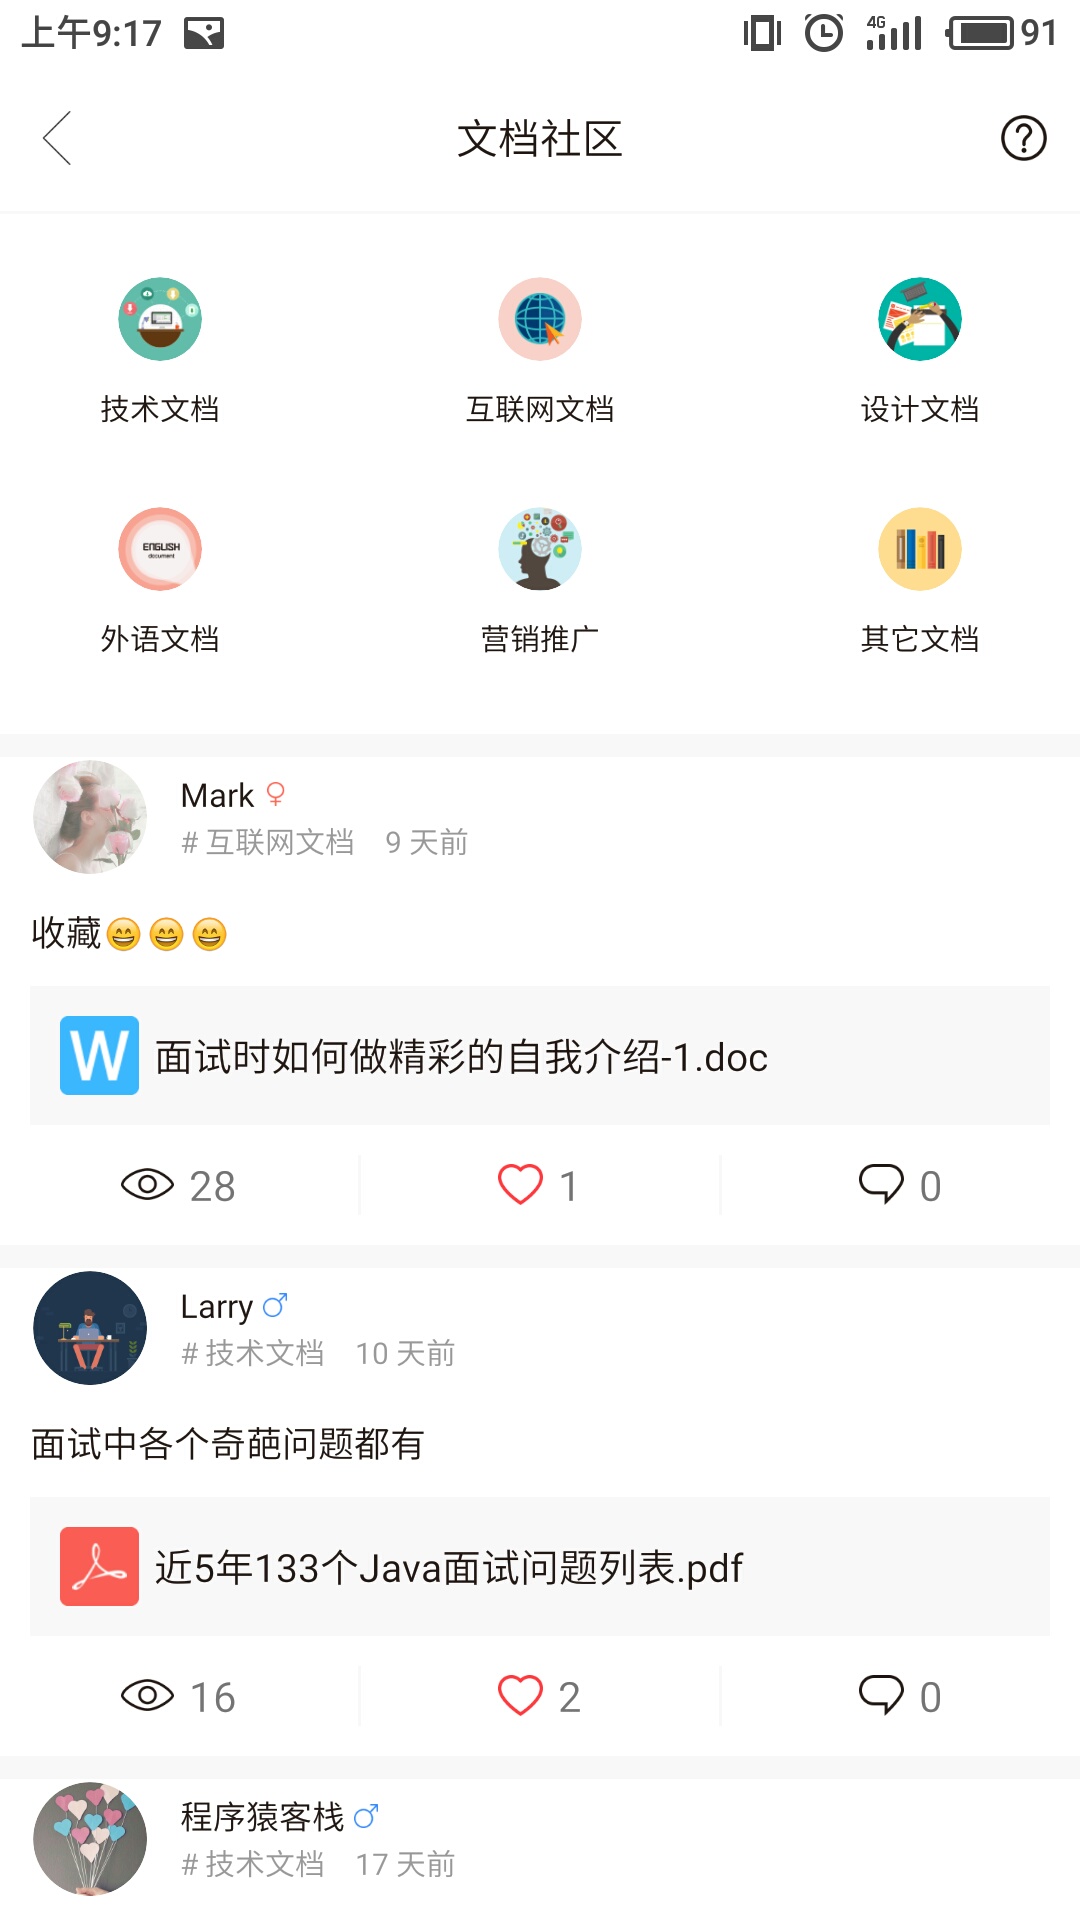 上午9:17 4G 91
文档社区
技术文档 互联网文档 设计文档
ENGLISH
document
外语文档 营销推广 其它文档
Mark
# 互联网文档 9 天前
收藏😄😄😄
W 面试时如何做精彩的自我介绍-1.doc
28 1 0
Larry
# 技术文档 10 天前
面试中各个奇葩问题都有
近5年133个Java面试问题列表.pdf
16 2 0
程序猿客栈
# 技术文档 17 天前